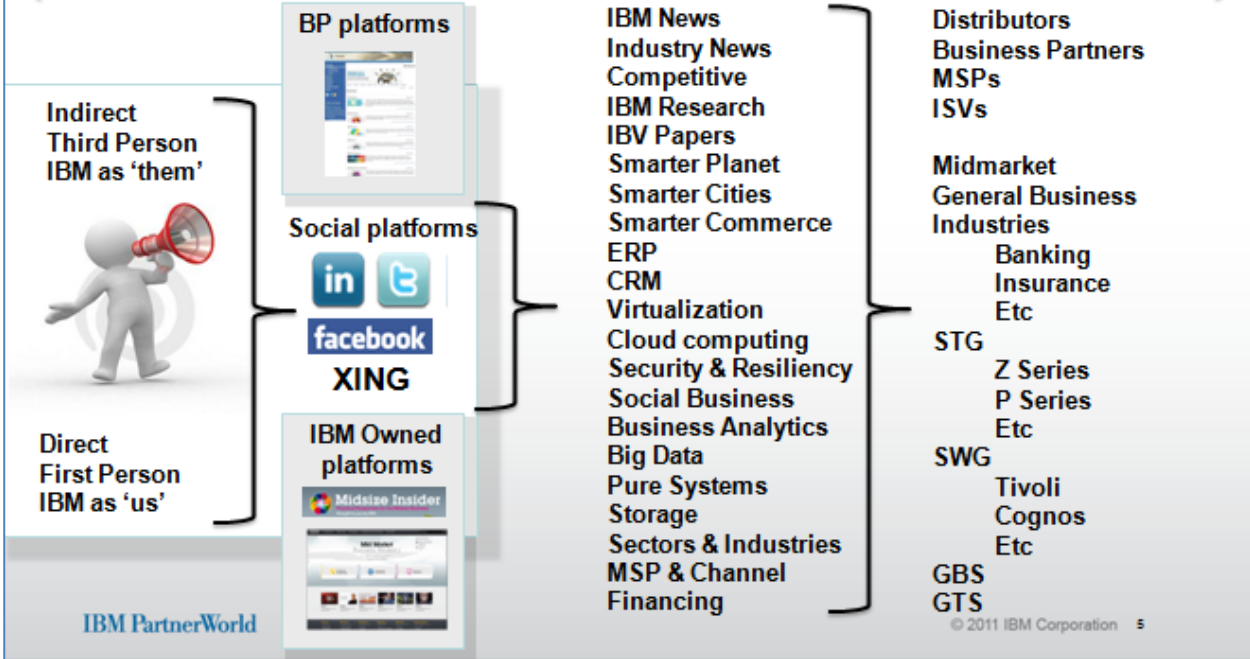 BP platforms
Indirect
Third Person
IBM as ‘them’
Social platforms
in
facebook
XING
Direct
First Person
IBM as ‘us’
IBM Owned
platforms
Midsize Insider
IBM News
Industry News
Competitive
IBM Research
IBV Papers
Smarter Planet
Smarter Cities
Smarter Commerce
ERP
CRM
Virtualization
Cloud computing
Security & Resiliency
Social Business
Business Analytics
Big Data
Pure Systems
Storage
Sectors & Industries
MSP & Channel
Financing
Distributors
Business Partners
MSPs
ISVs
Midmarket
General Business
Industries
Banking
Insurance
Etc
STG
Z Series
P Series
Etc
SWG
Tivoli
Cognos
Etc
GBS
GTS
IBM PartnerWorld
© 2011 IBM Corporation 5